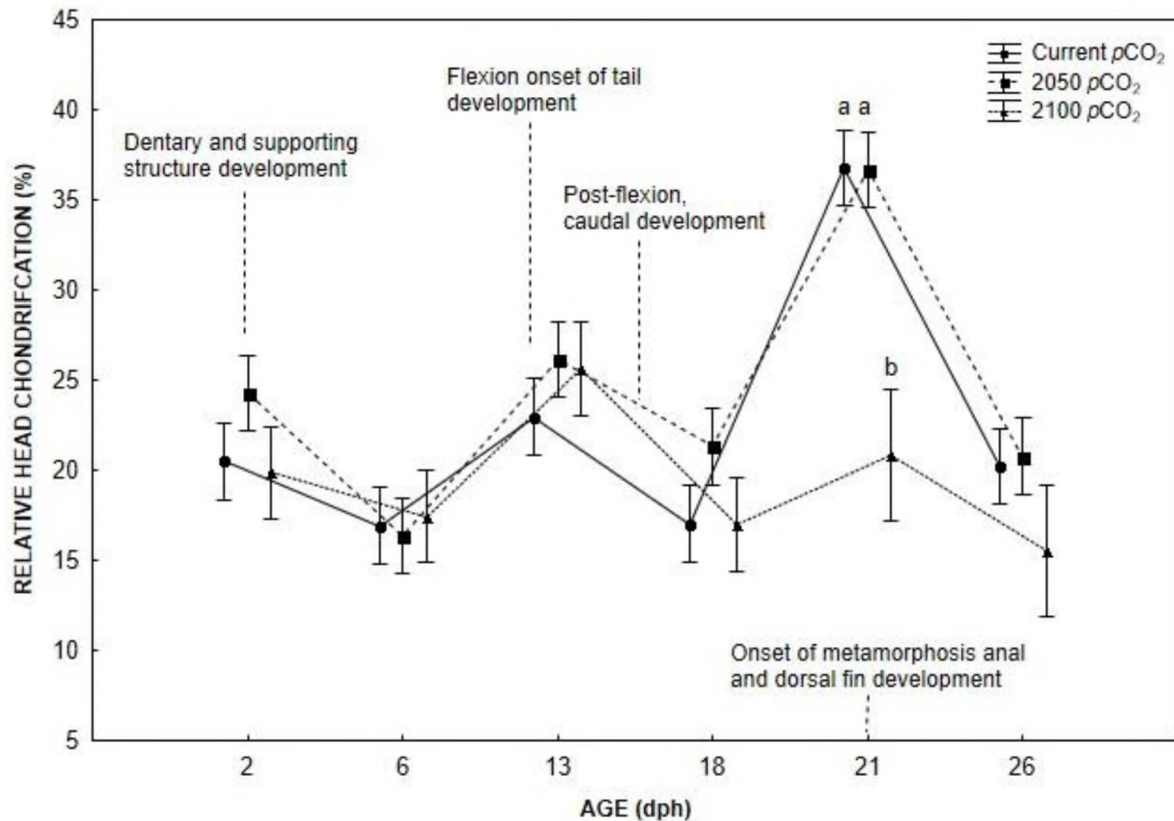 45
40
35
30
25
20
15
10
5
RELATIVE HEAD CHONDRIFCATION (%)
Dentary and supporting
structure development
Flexion onset of tail
development
Post-flexion,
caudal development
a a
b
Onset of metamorphosis anal
and dorsal fin development
Current pCO₂
2050 pCO₂
2100 pCO₂
2 6 13 18 21 26
AGE (dph)